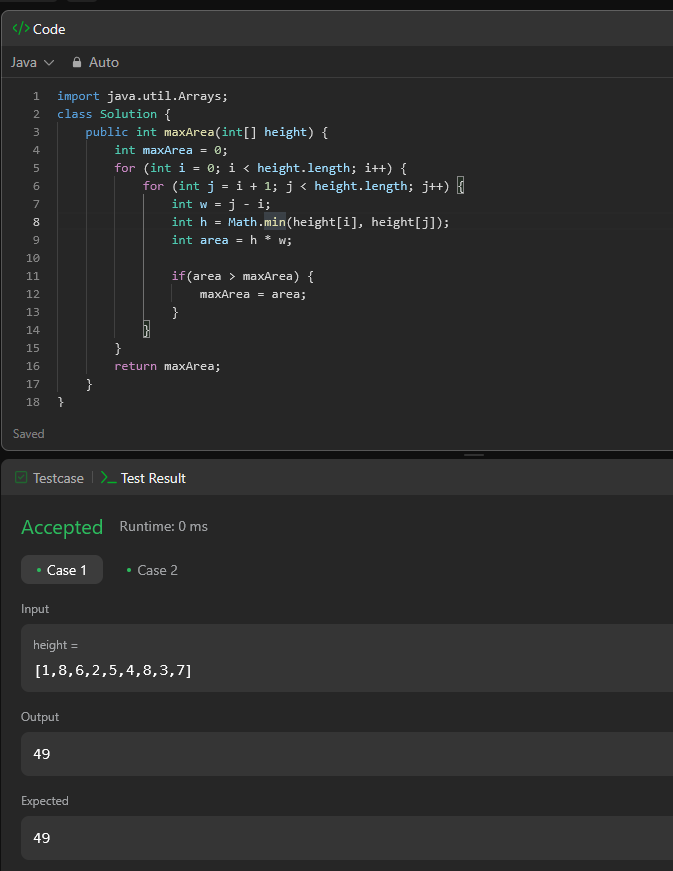 </> Code
Java Auto
1 import java.util.Arrays;
2 class Solution {
3     public int maxArea(int[] height) {
4         int maxArea = 0;
5         for (int i = 0; i < height.length; i++) {
6             for (int j = i + 1; j < height.length; j++) {
7                 int w = j - i;
8                 int h = Math.min(height[i], height[j]);
9                 int area = h * w;
10
11                 if(area > maxArea) {
12                     maxArea = area;
13                 }
14             }
15         }
16         return maxArea;
17     }
18 }
Saved
Testcase | >_ Test Result
Accepted Runtime: 0 ms
• Case 1 • Case 2
Input
height =
[1,8,6,2,5,4,8,3,7]
Output
49
Expected
49